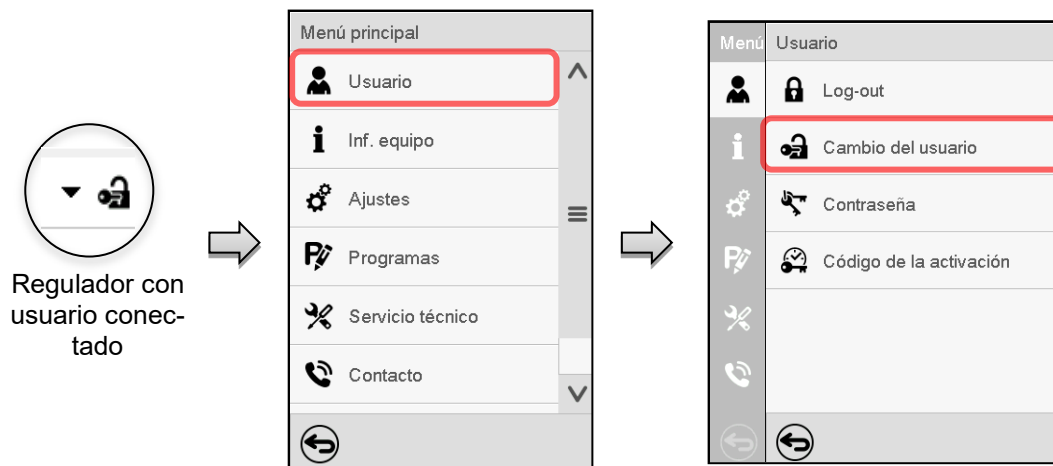 Regulador con
usuario conec-
tado
Menú principal
Usuario
Inf. equipo
Ajustes
Programas
Servicio técnico
Contacto
Menú
Usuario
Log-out
Cambio del usuario
Contraseña
Código de la activación